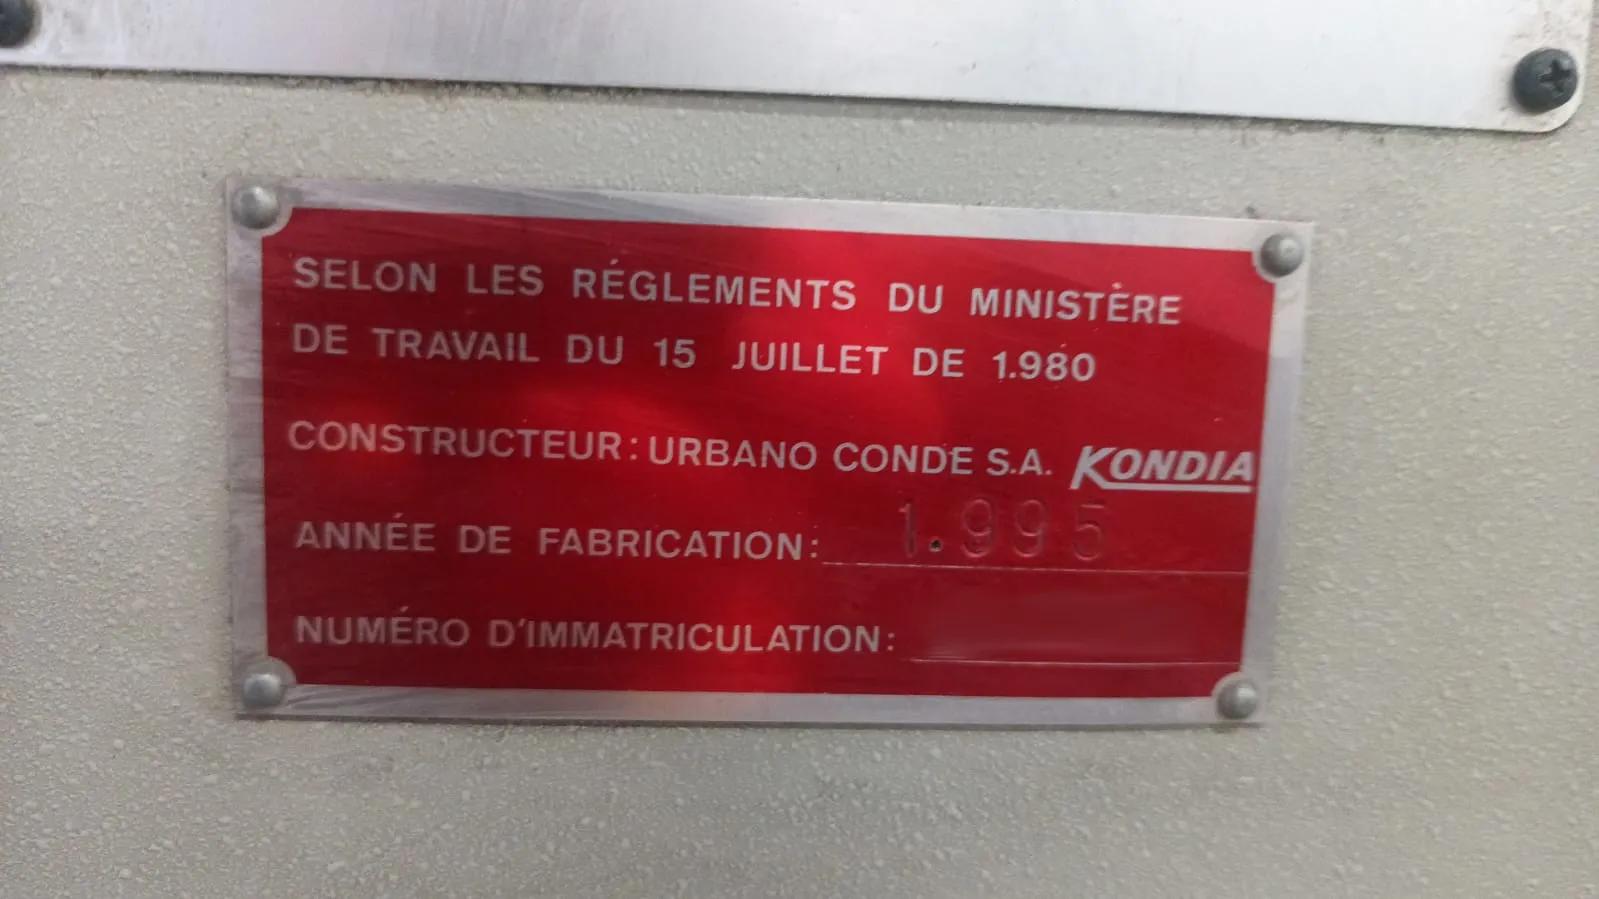 SELON LES RÉGLEMENTS DU MINISTÈRE
DE TRAVAIL DU 15 JUILLET DE 1.980
CONSTRUCTEUR: URBANO CONDE S.A. KONDIA
ANNÉE DE FABRICATION: 1.995
NUMÉRO D'IMMATRICULATION: